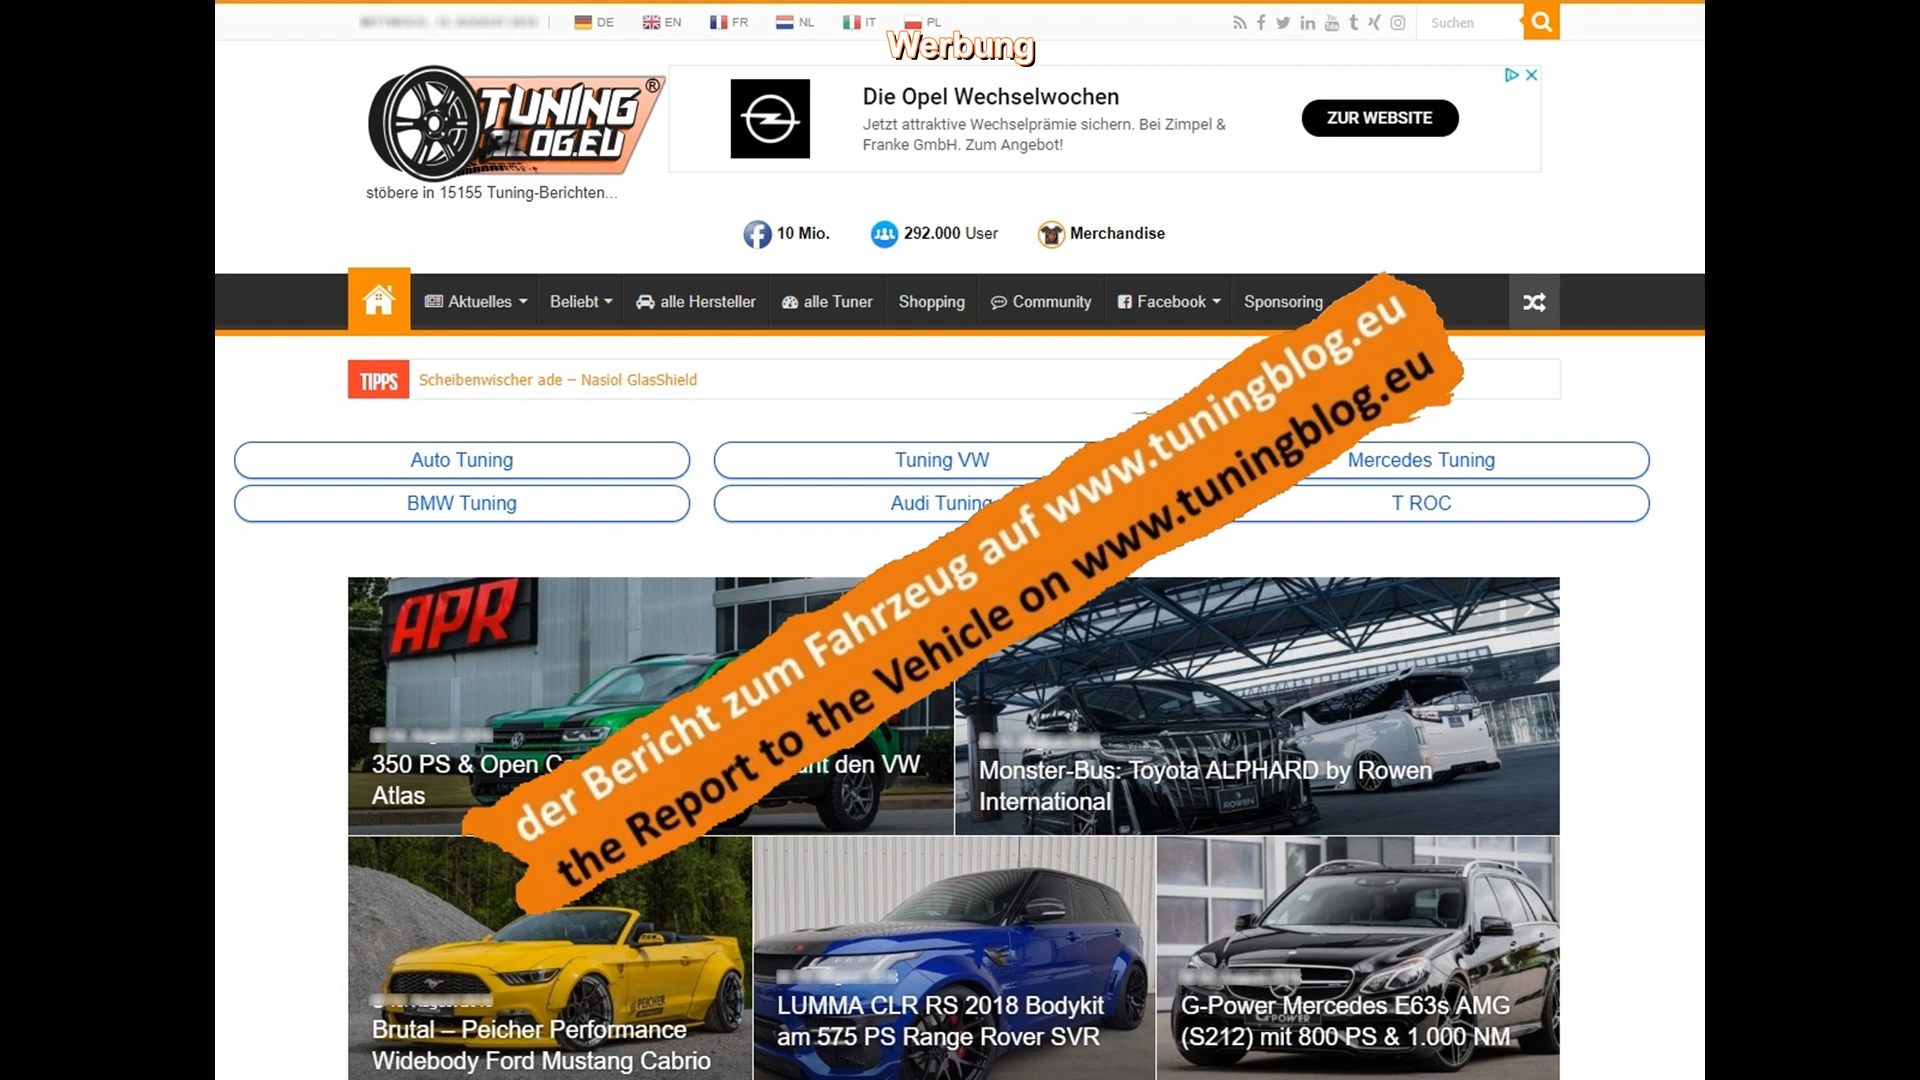 DE EN FR NL IT PL
Suchen
Werbung
TUNING
BLOG.EU
®
stöbere in 15155 Tuning-Berichten...
Die Opel Wechselwochen
Jetzt attraktive Wechselprämie sichern. Bei Zimpel &
Franke GmbH. Zum Angebot!
ZUR WEBSITE
10 Mio. 292.000 User Merchandise
Aktuelles Beliebt alle Hersteller alle Tuner Shopping Community Facebook Sponsoring
TIPPS Scheibenwischer ade – Nasiol GlasShield
Auto Tuning Tuning VW Mercedes Tuning
BMW Tuning Audi Tuning T ROC
der Bericht zum Fahrzeug auf www.tuningblog.eu
the Report to the Vehicle on www.tuningblog.eu
APR
350 PS & Open den VW
Atlas
Monster-Bus: Toyota ALPHARD by Rowen
International
ROWEN
PEICHER
Brutal – Peicher Performance
Widebody Ford Mustang Cabrio
LUMMA CLR RS 2018 Bodykit
am 575 PS Range Rover SVR
G-Power Mercedes E63s AMG
(S212) mit 800 PS & 1.000 NM
G-POWER